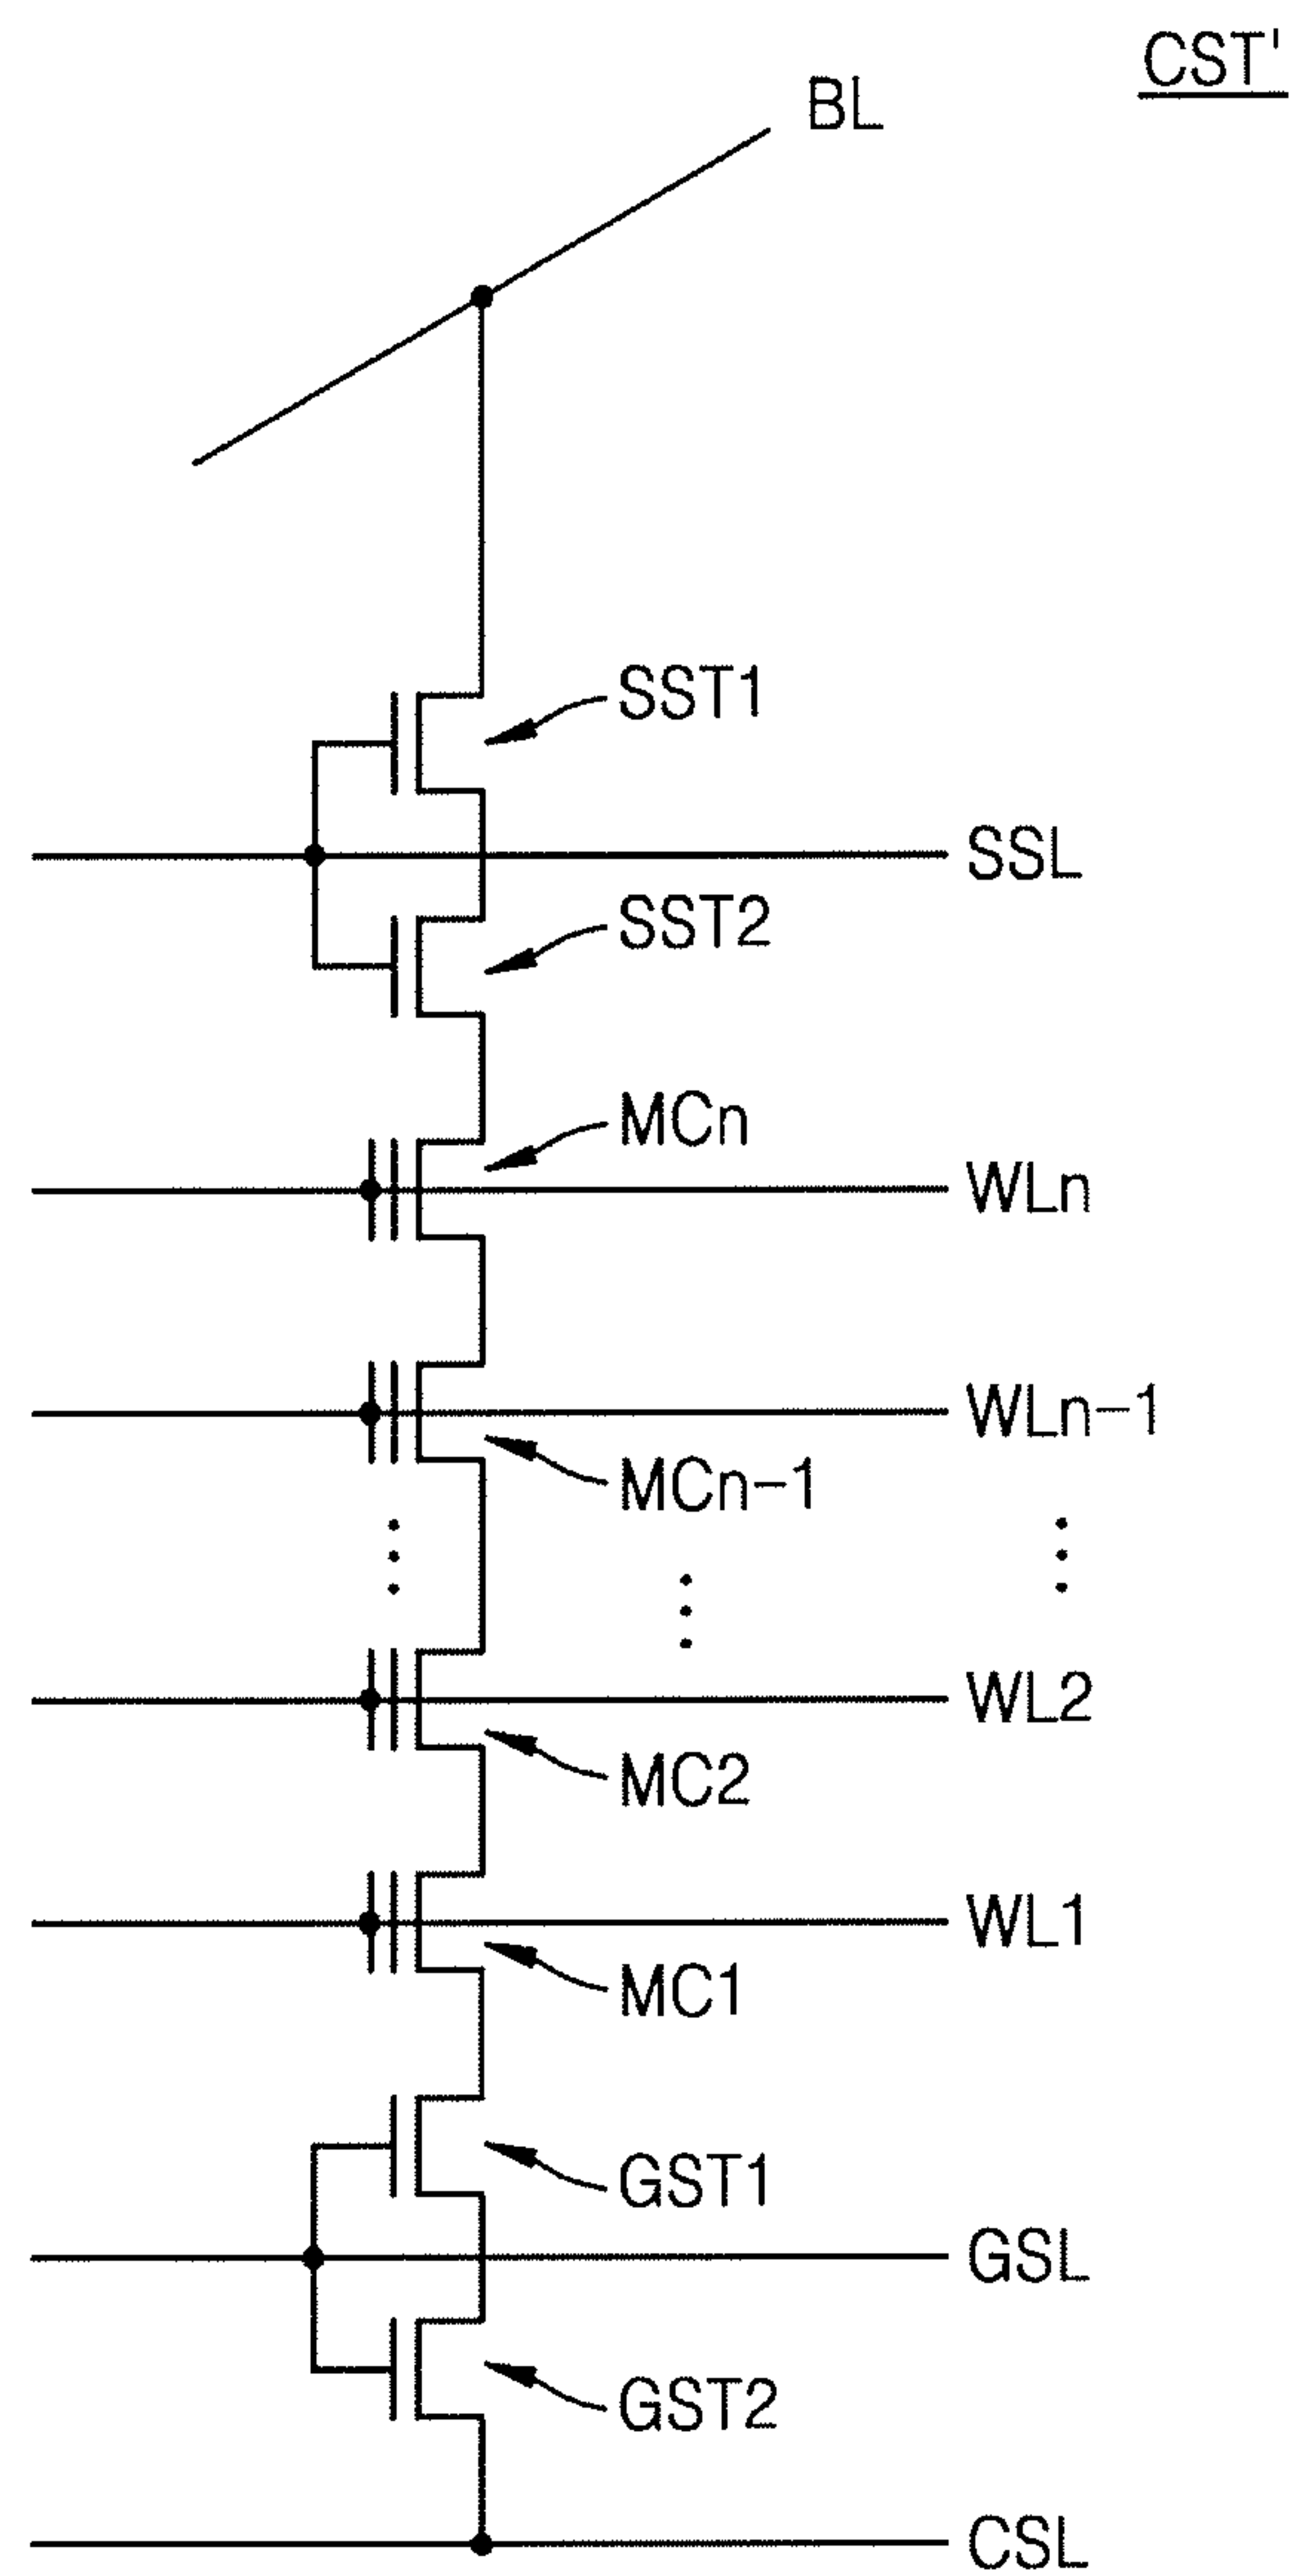 CST'
BL
SST1
SSL
SST2
MCn
WLn
WLn-1
MCn-1
WL2
MC2
WL1
MC1
GST1
GSL
GST2
CSL